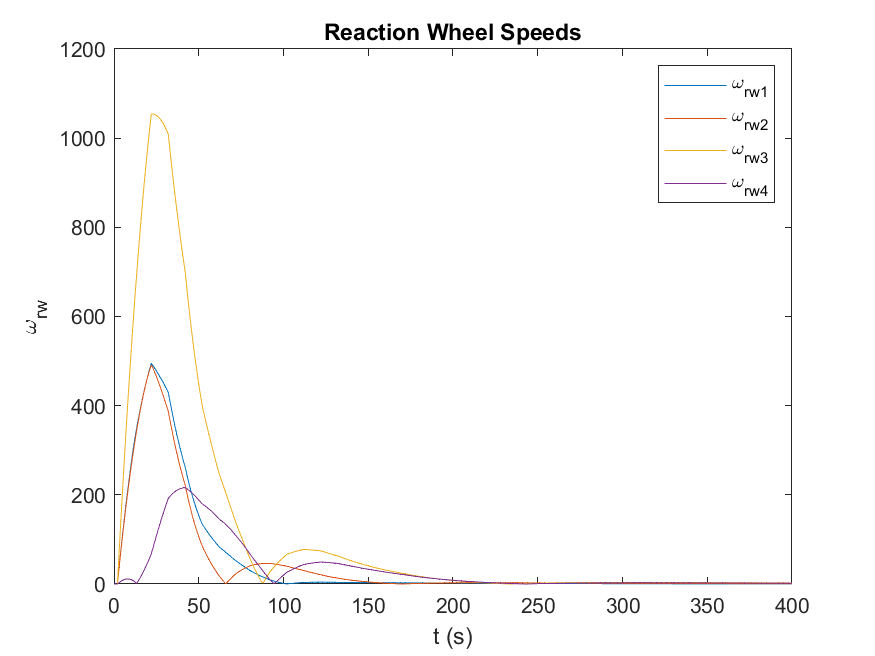 Reaction Wheel Speeds
1200
1000
800
600
400
200
0
ω_rw
0 50 100 150 200 250 300 350 400
t (s)
ω_rw1
ω_rw2
ω_rw3
ω_rw4